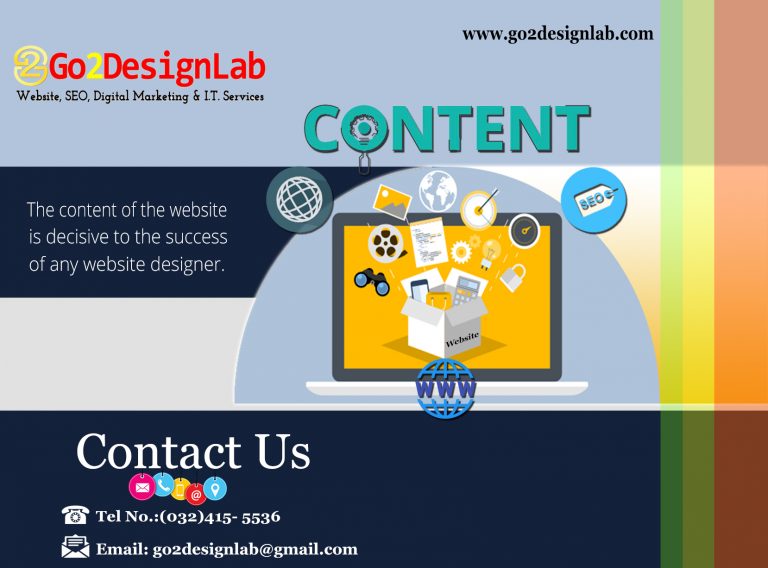 www.go2designlab.com
2Go2DesignLab
Website, SEO, Digital Marketing & I.T. Services
CONTENT
SEO
The content of the website
is decisive to the success
of any website designer.
Website
WWW
Contact Us
@
Tel No.:(032)415- 5536
Email: go2designlab@gmail.com